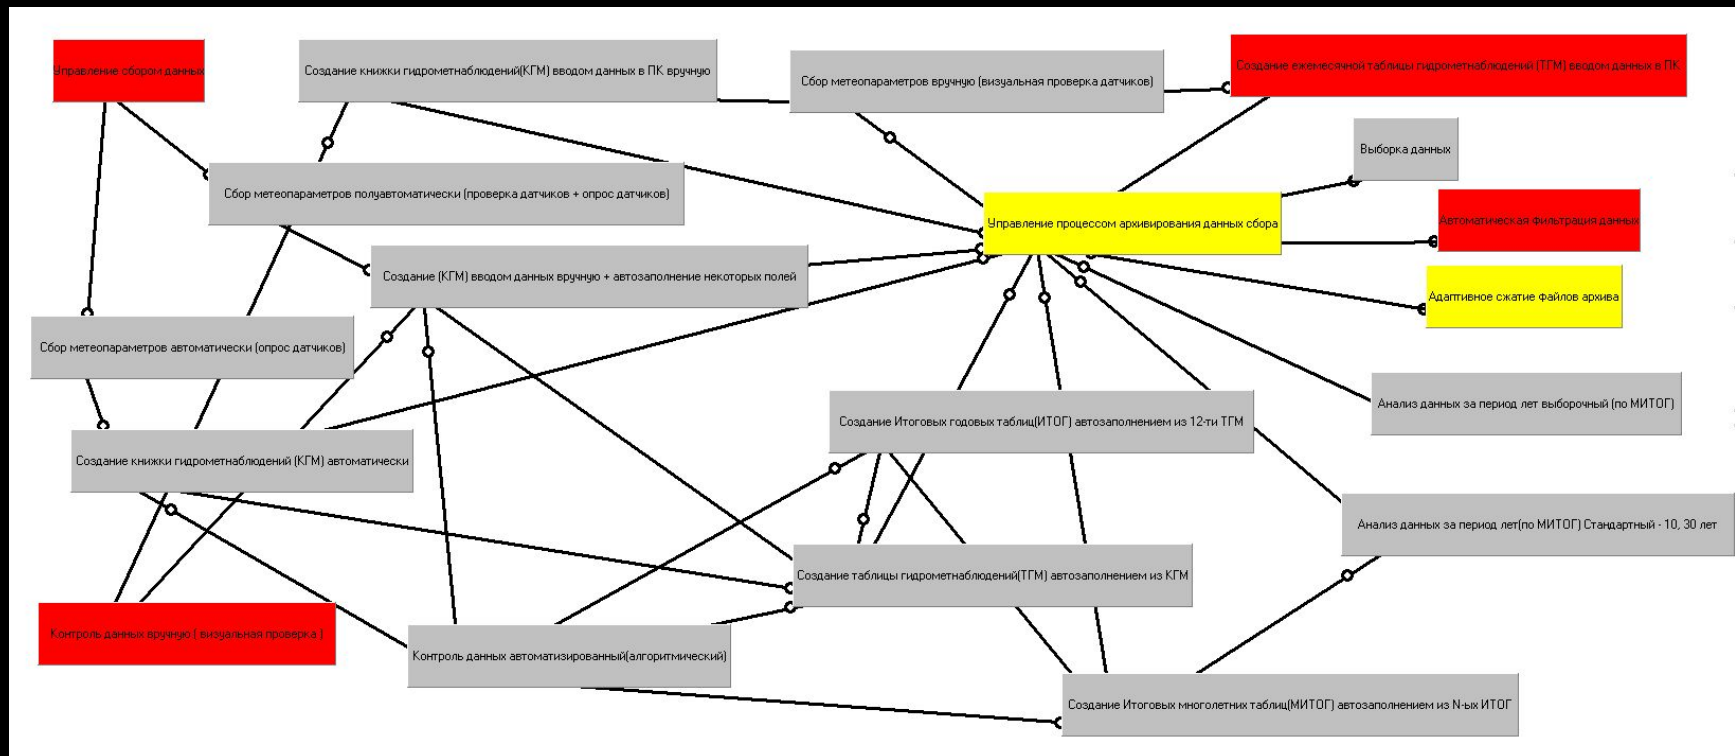 Управление сбором данных
Создание книжки гидрометнаблюдений(КГМ) вводом данных в ПК вручную
Сбор метеопараметров вручную (визуальная проверка датчиков)
Создание ежемесячной таблицы гидрометнаблюдений (ТГМ) вводом данных в ПК
Выборка данных
Сбор метеопараметров полуавтоматически (проверка датчиков + опрос датчиков)
Управление процессом архивирования данных сбора
Автоматическая фильтрация данных
Создание (КГМ) вводом данных вручную + автозаполнение некоторых полей
Адаптивное сжатие файлов архива
Сбор метеопараметров автоматически (опрос датчиков)
Анализ данных за период лет выборочный (по МИТОГ)
Создание Итоговых годовых таблиц(ИТОГ) автозаполнением из 12-ти ТГМ
Создание книжки гидрометнаблюдений (КГМ) автоматически
Анализ данных за период лет(по МИТОГ) Стандартный - 10, 30 лет
Создание таблицы гидрометнаблюдений(ТГМ) автозаполнением из КГМ
Контроль данных вручную ( визуальная проверка )
Контроль данных автоматизированный(алгоритмический)
Создание Итоговых многолетних таблиц(МИТОГ) автозаполнением из N-ых ИТОГ